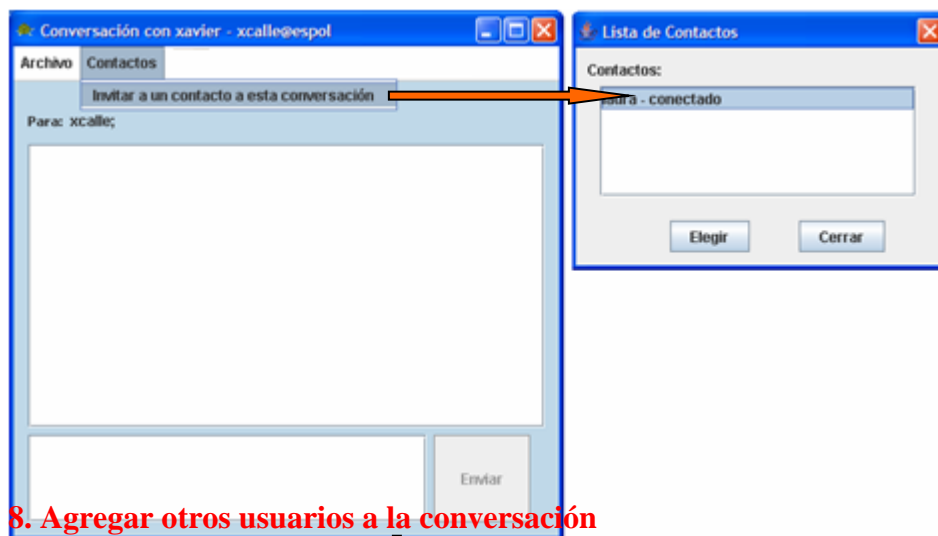 Conversación con xavier - xcalle@espol
Archivo Contactos
Invitar a un contacto a esta conversación
Para: xcalle;
Enviar
Lista de Contactos
Contactos:
laura - conectado
Elegir Cerrar
8. Agregar otros usuarios a la conversación